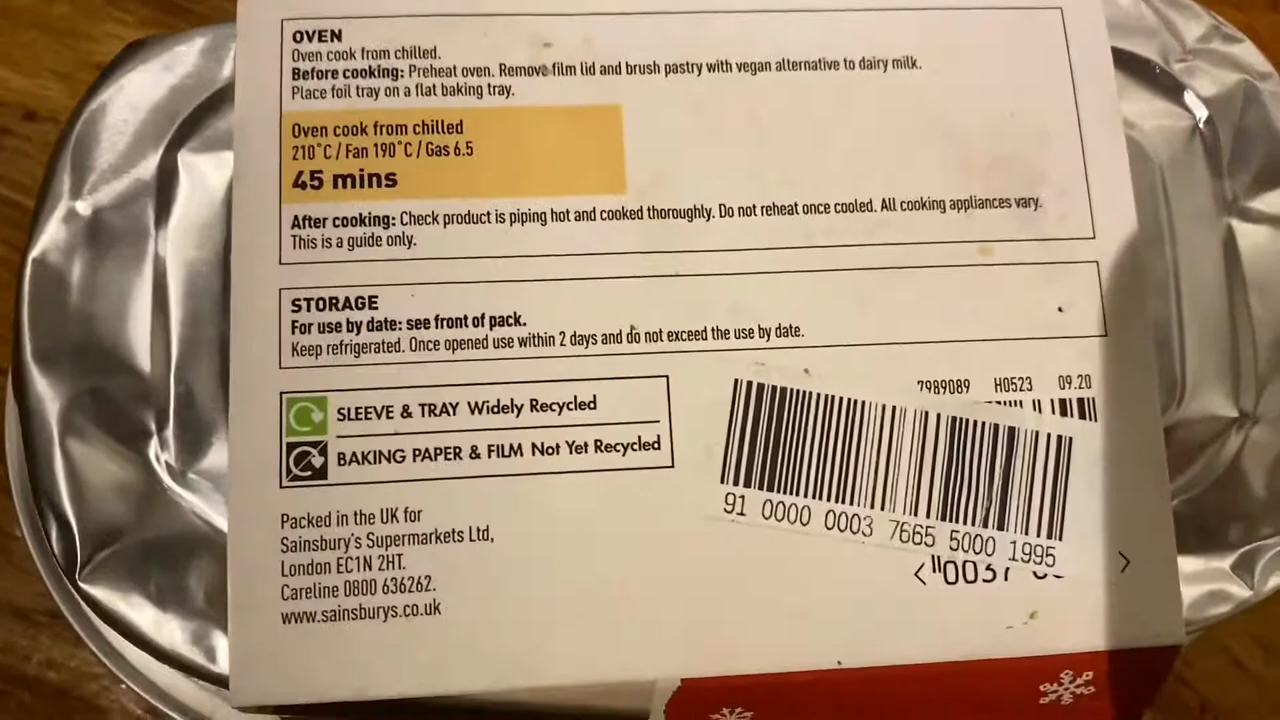 OVEN
Oven cook from chilled.
Before cooking: Preheat oven. Remove film lid and brush pastry with vegan alternative to dairy milk.
Place foil tray on a flat baking tray.
Oven cook from chilled
210°C / Fan 190°C / Gas 6.5
45 mins
After cooking: Check product is piping hot and cooked thoroughly. Do not reheat once cooled. All cooking appliances vary.
This is a guide only.
STORAGE
For use by date: see front of pack.
Keep refrigerated. Once opened use within 2 days and do not exceed the use by date.
SLEEVE & TRAY Widely Recycled
BAKING PAPER & FILM Not Yet Recycled
7989089 H0523 09.20
91 0000 0003 7665 5000 1995
Packed in the UK for
Sainsbury's Supermarkets Ltd,
London EC1N 2HT.
Careline 0800 636262.
www.sainsburys.co.uk